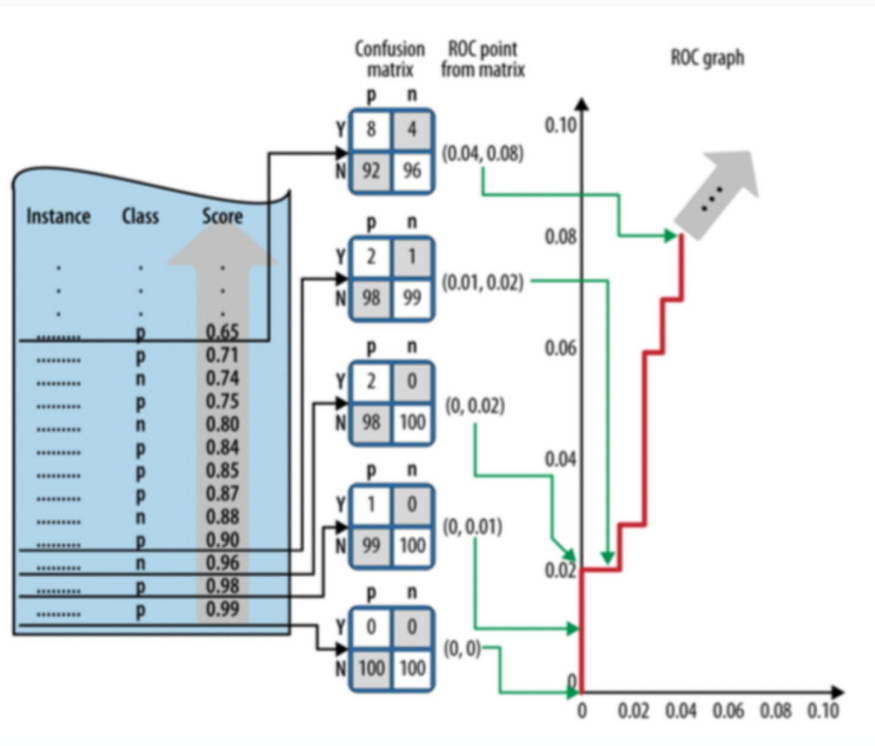 Confusion matrix
ROC point from matrix
ROC graph
p n
Y 8 4
N 92 96
(0.04, 0.08)
p n
Y 2 1
N 98 99
(0.01, 0.02)
p n
Y 2 0
N 98 100
(0, 0.02)
p n
Y 1 0
N 99 100
(0, 0.01)
p n
Y 0 0
N 100 100
(0, 0)
Instance Class Score
. . .
. . .
. . .
......... p 0.65
......... p 0.71
......... n 0.74
......... p 0.75
......... n 0.80
......... p 0.84
......... p 0.85
......... p 0.87
......... n 0.88
......... p 0.90
......... n 0.96
......... p 0.98
......... p 0.99
0.10
0.08
0.06
0.04
0.02
0
0 0.02 0.04 0.06 0.08 0.10
...